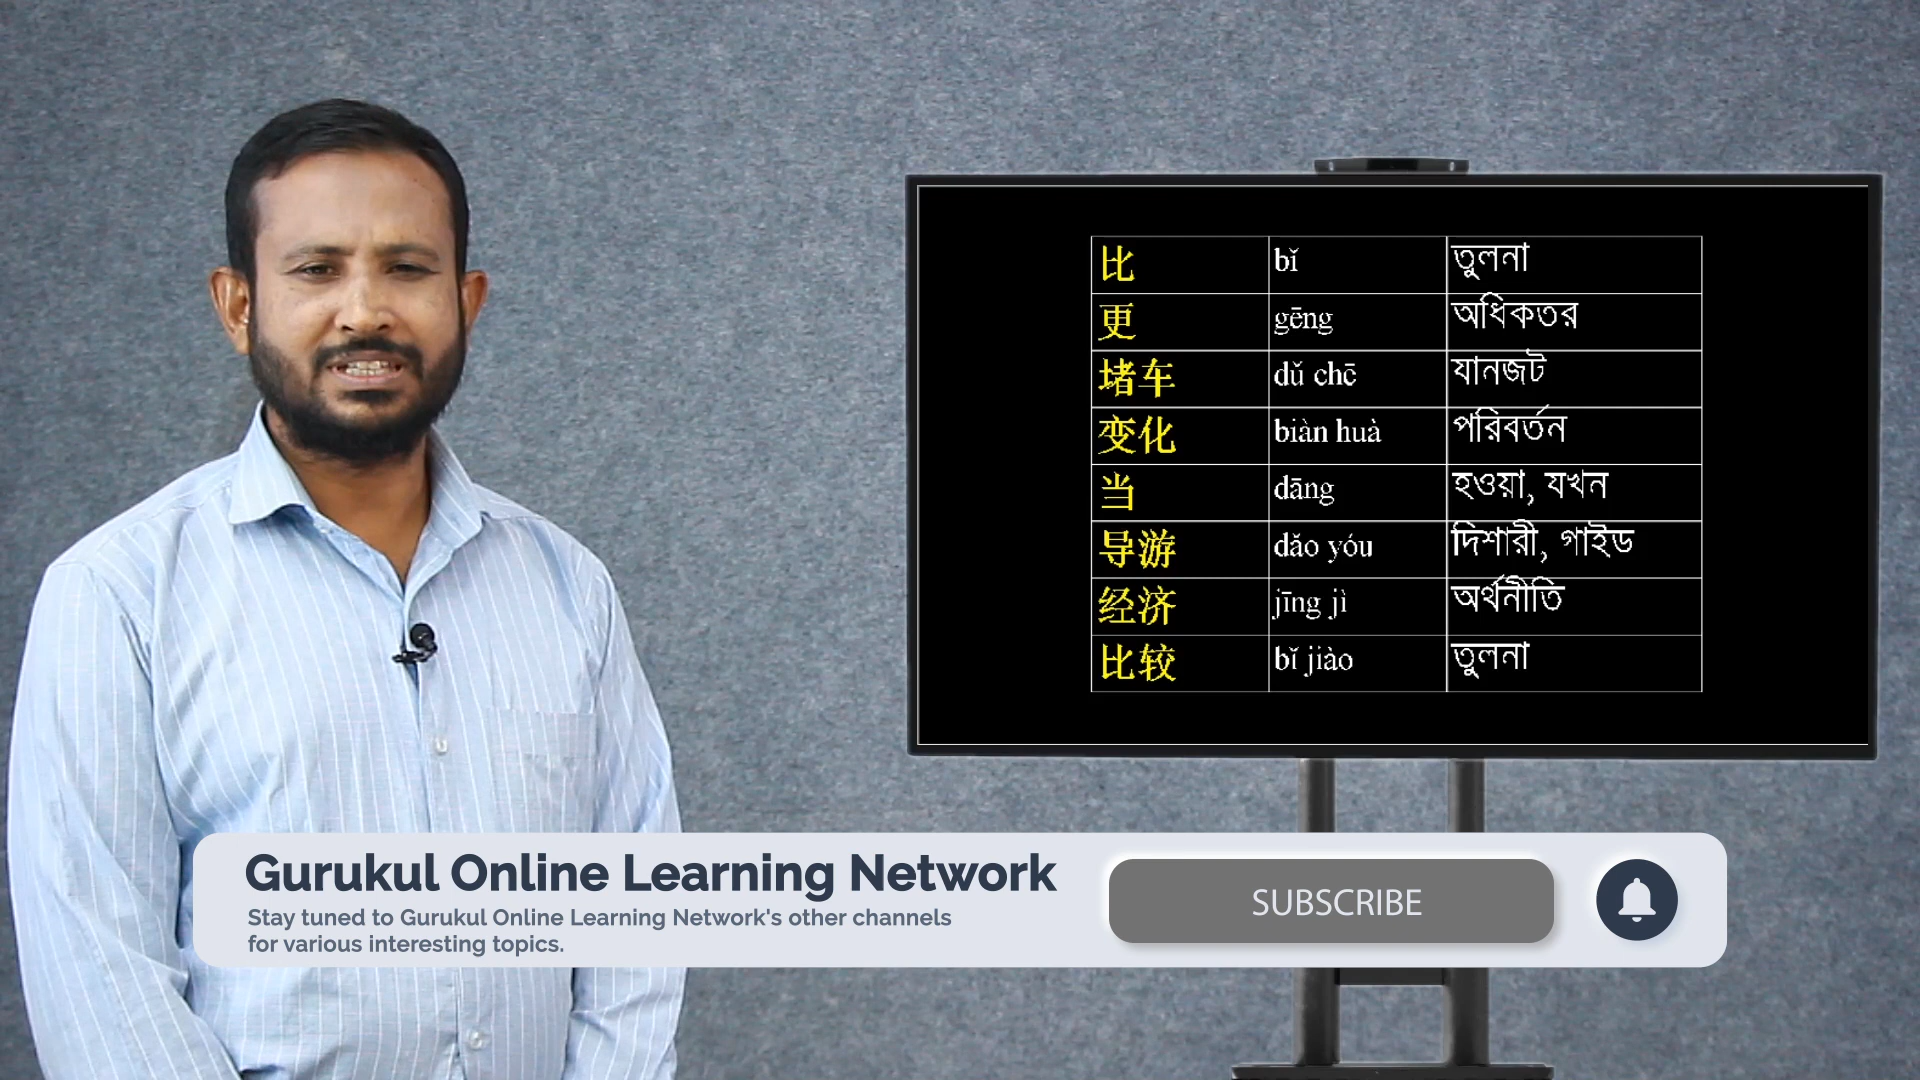 比 bǐ তুলনা
更 gēng অধিকতর
堵车 dǔ chē যানজট
变化 biàn huà পরিবর্তন
当 dāng হওয়া, যখন
导游 dǎo yóu দিশারী, গাইড
经济 jīng jì অর্থনীতি
比较 bǐ jiào তুলনা
Gurukul Online Learning Network
Stay tuned to Gurukul Online Learning Network's other channels
for various interesting topics.
SUBSCRIBE